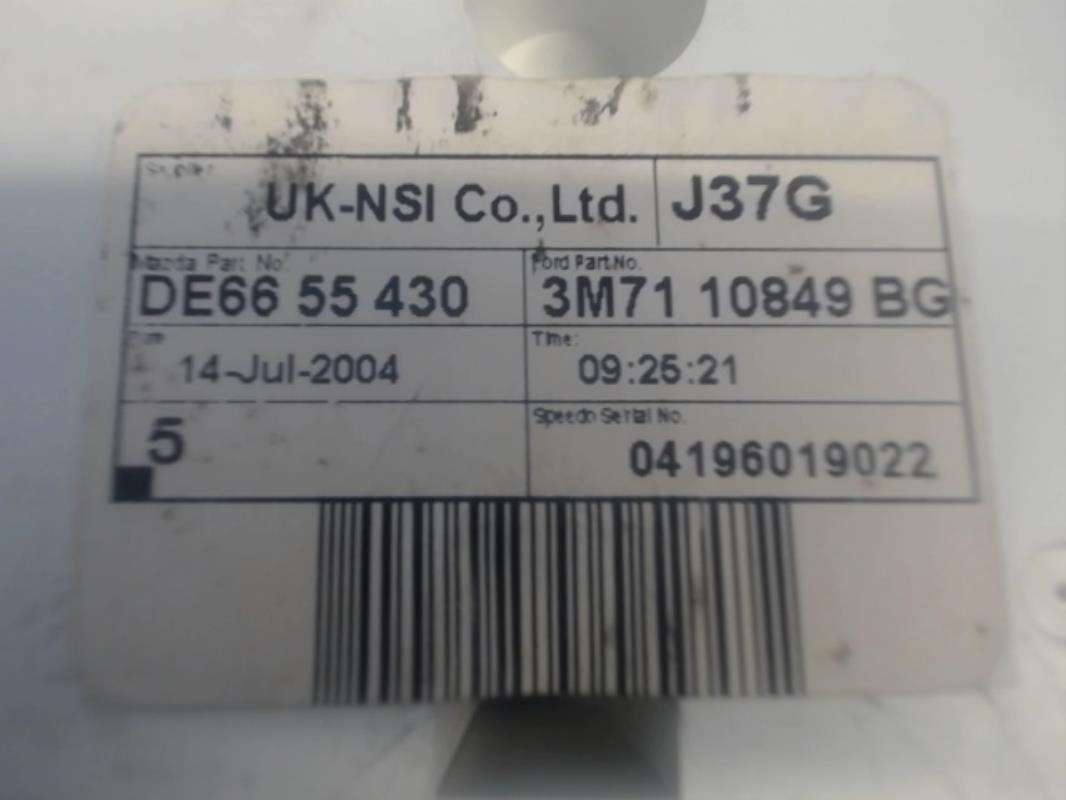 Supplier
UK-NSI Co.,Ltd. J37G
Mazda Part No. Ford Part No.
DE66 55 430 3M71 10849 BG
Time:
14-Jul-2004 09:25:21
Speedo Serial No.
5 04196019022